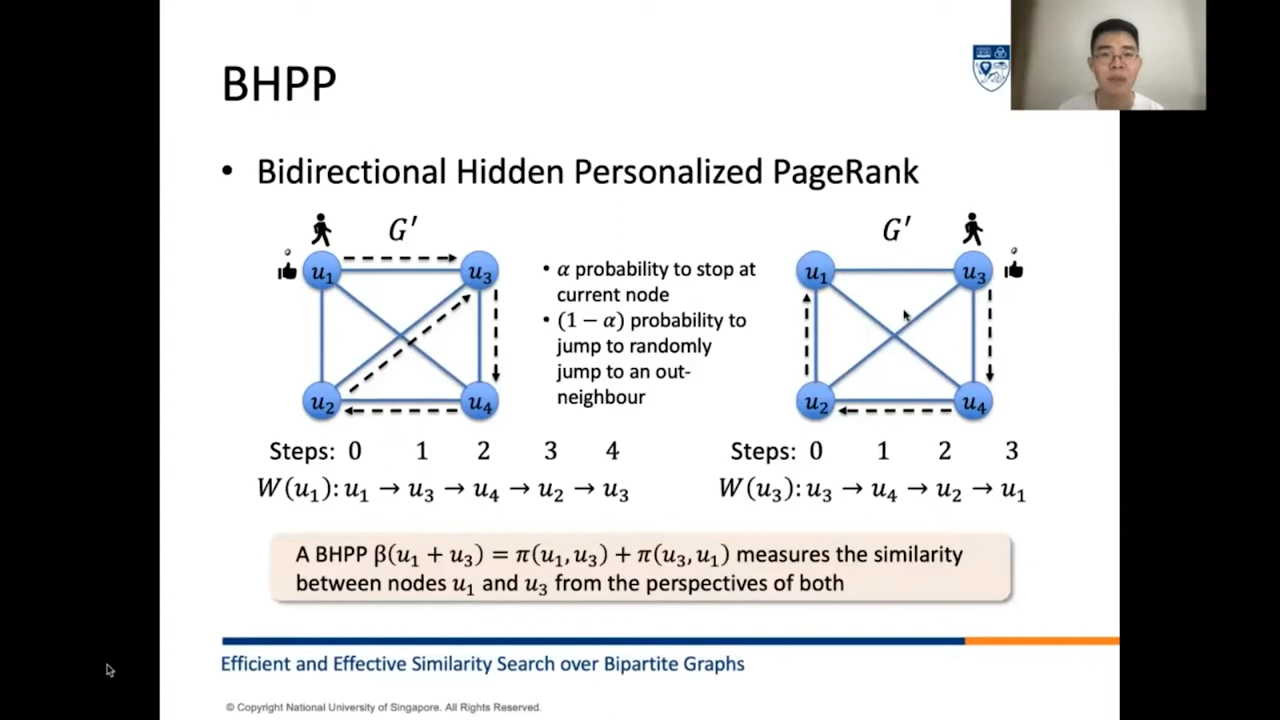 BHPP
• Bidirectional Hidden Personalized PageRank
G′
u₁
u₃
u₂
u₄
• α probability to stop at
current node
• (1 − α) probability to
jump to randomly
jump to an out-
neighbour
G′
u₁
u₃
u₂
u₄
Steps: 0 1 2 3 4
W(u₁): u₁ → u₃ → u₄ → u₂ → u₃
Steps: 0 1 2 3
W(u₃): u₃ → u₄ → u₂ → u₁
A BHPP β(u₁ + u₃) = π(u₁, u₃) + π(u₃, u₁) measures the similarity
between nodes u₁ and u₃ from the perspectives of both
Efficient and Effective Similarity Search over Bipartite Graphs
© Copyright National University of Singapore. All Rights Reserved.